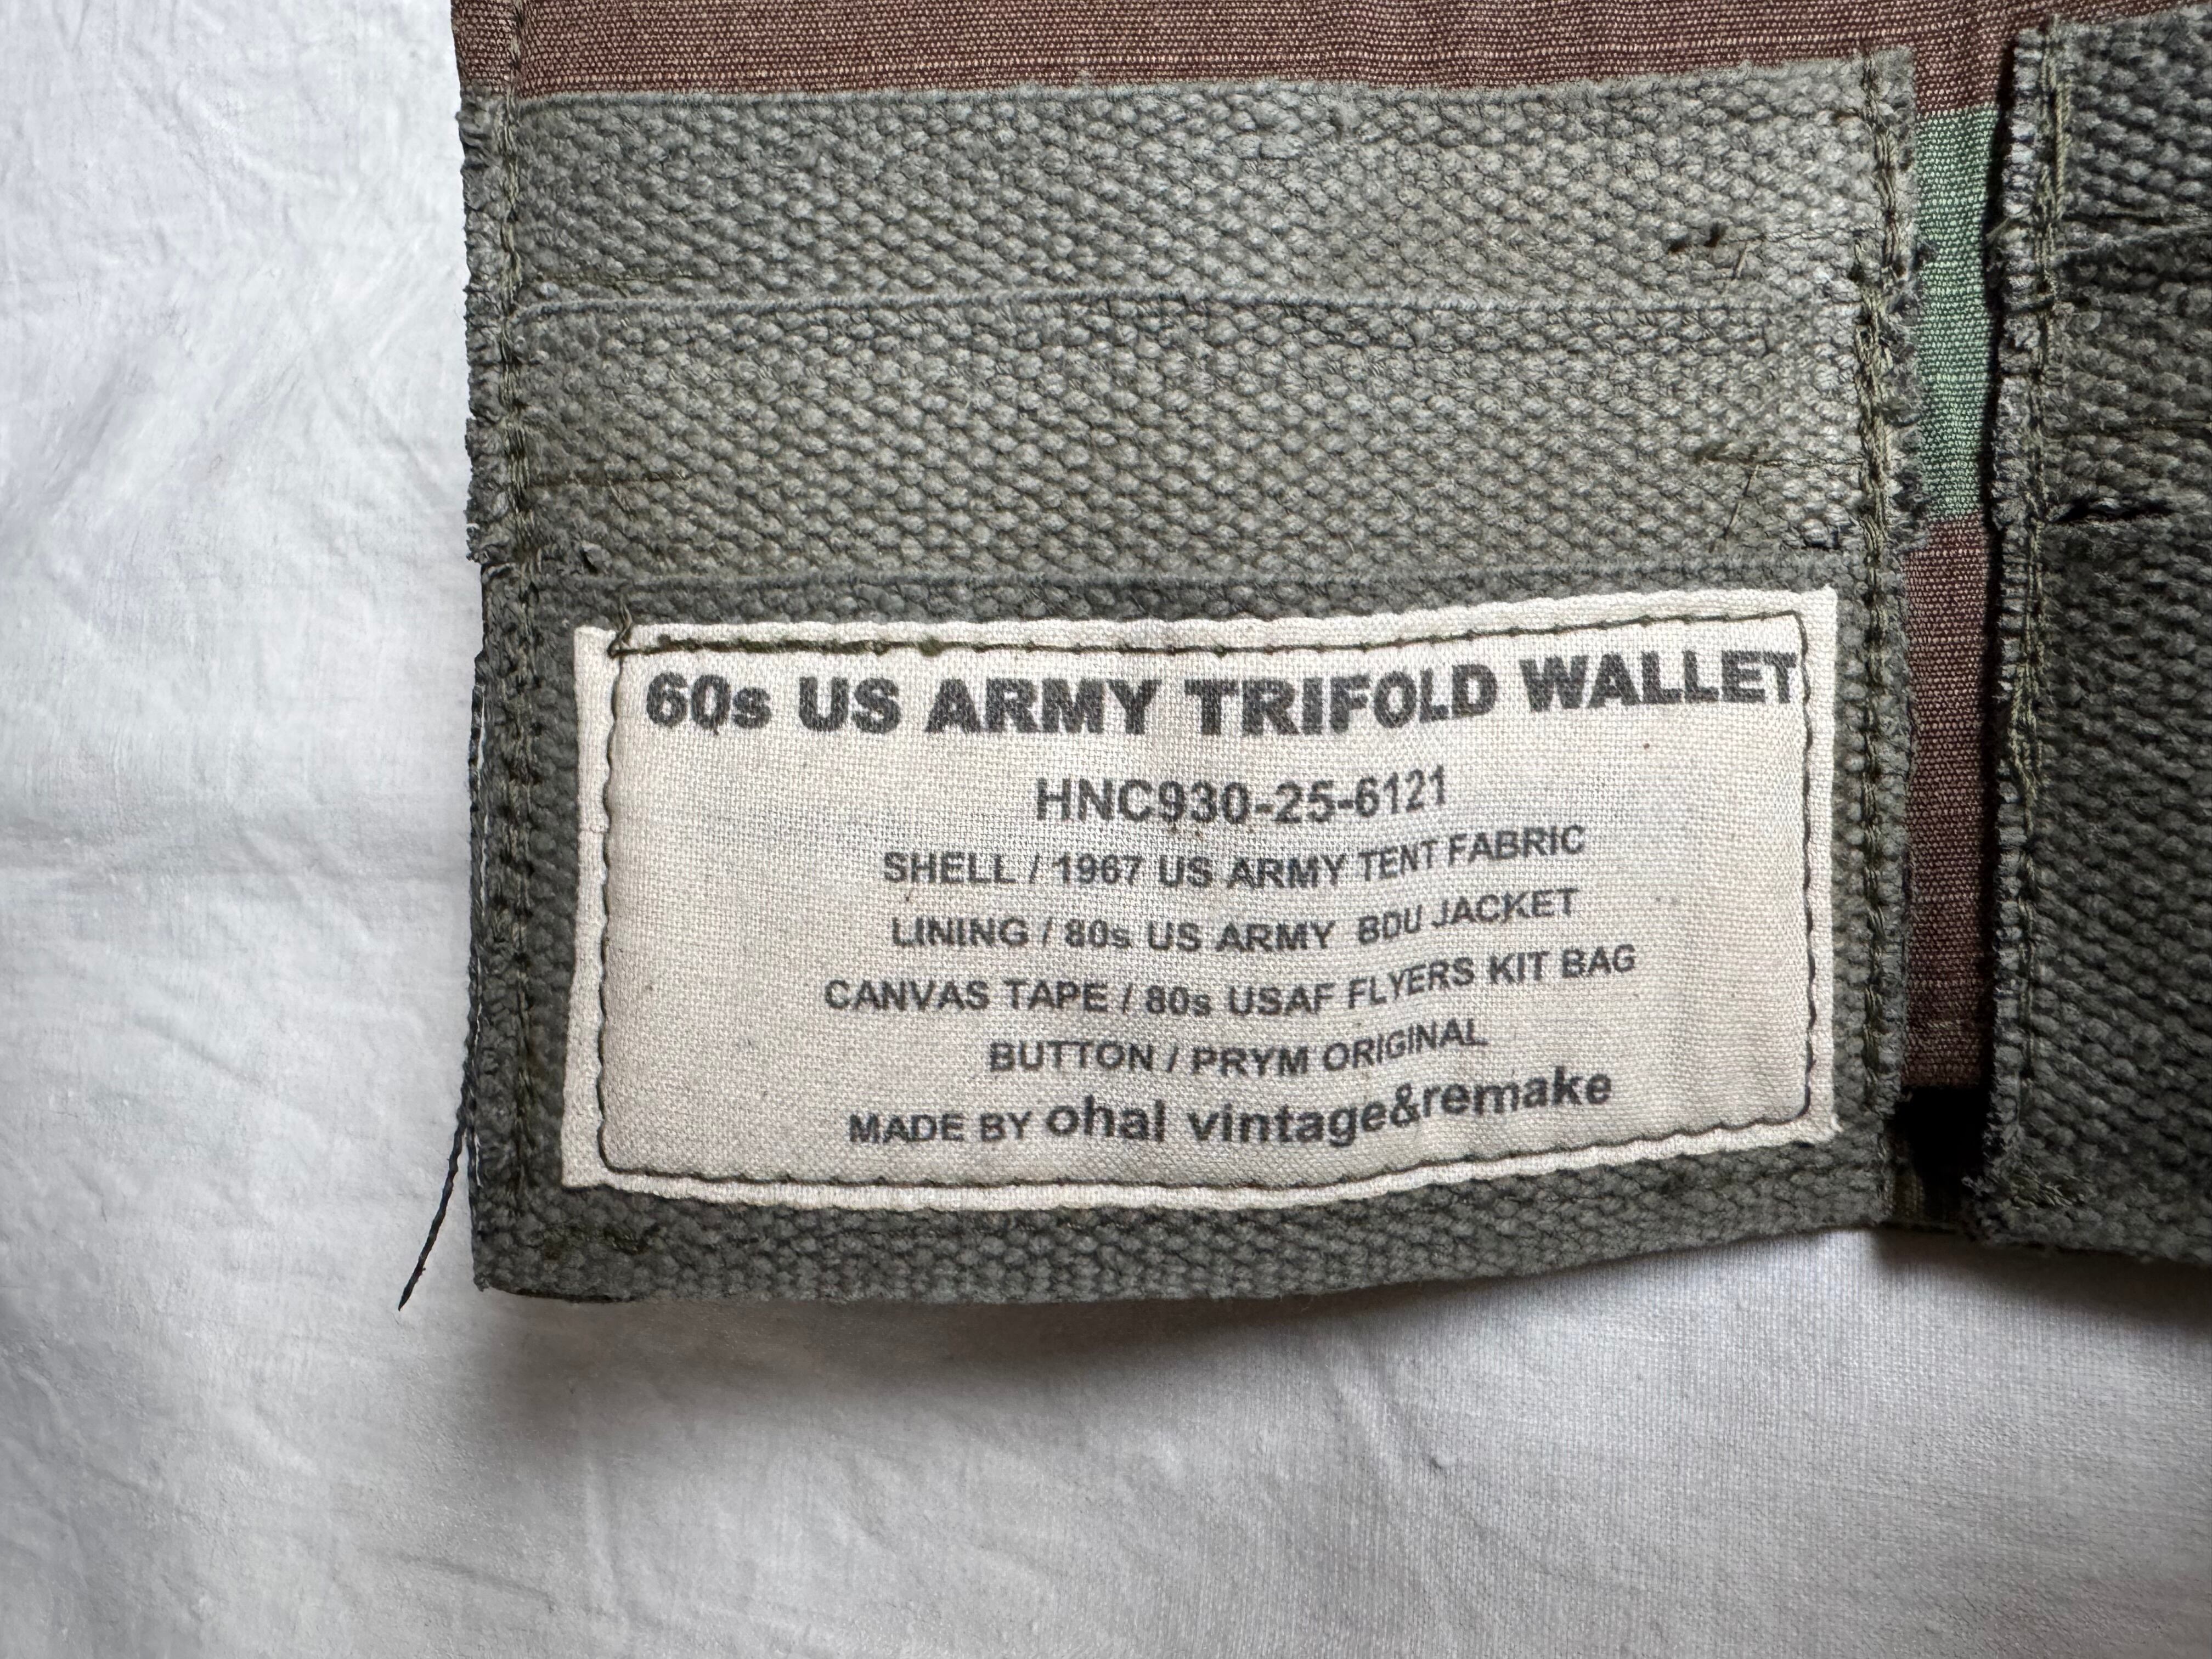 60s US ARMY TRIFOLD WALLET
HNC930-25-6121
SHELL / 1967 US ARMY TENT FABRIC
LINING / 80s US ARMY BDU JACKET
CANVAS TAPE / 80s USAF FLYERS KIT BAG
BUTTON / PRYM ORIGINAL
MADE BY ohal vintage&remake